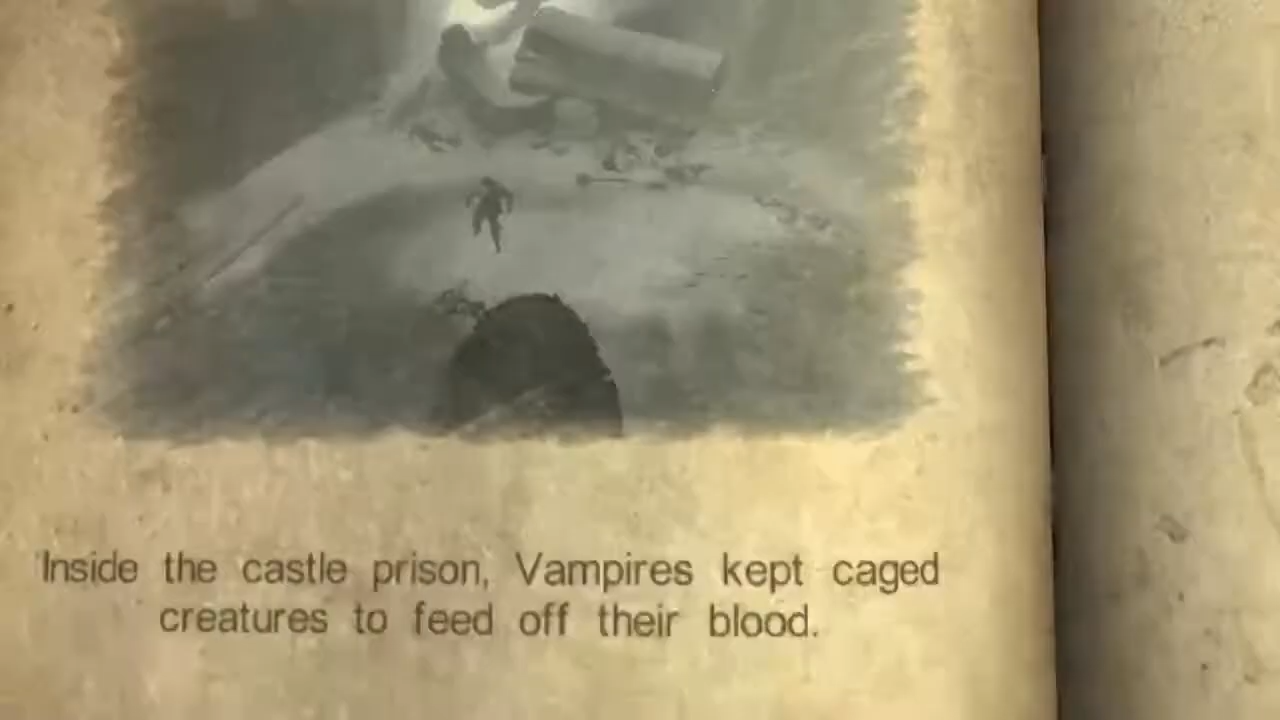 Inside the castle prison, Vampires kept caged
creatures to feed off their blood.